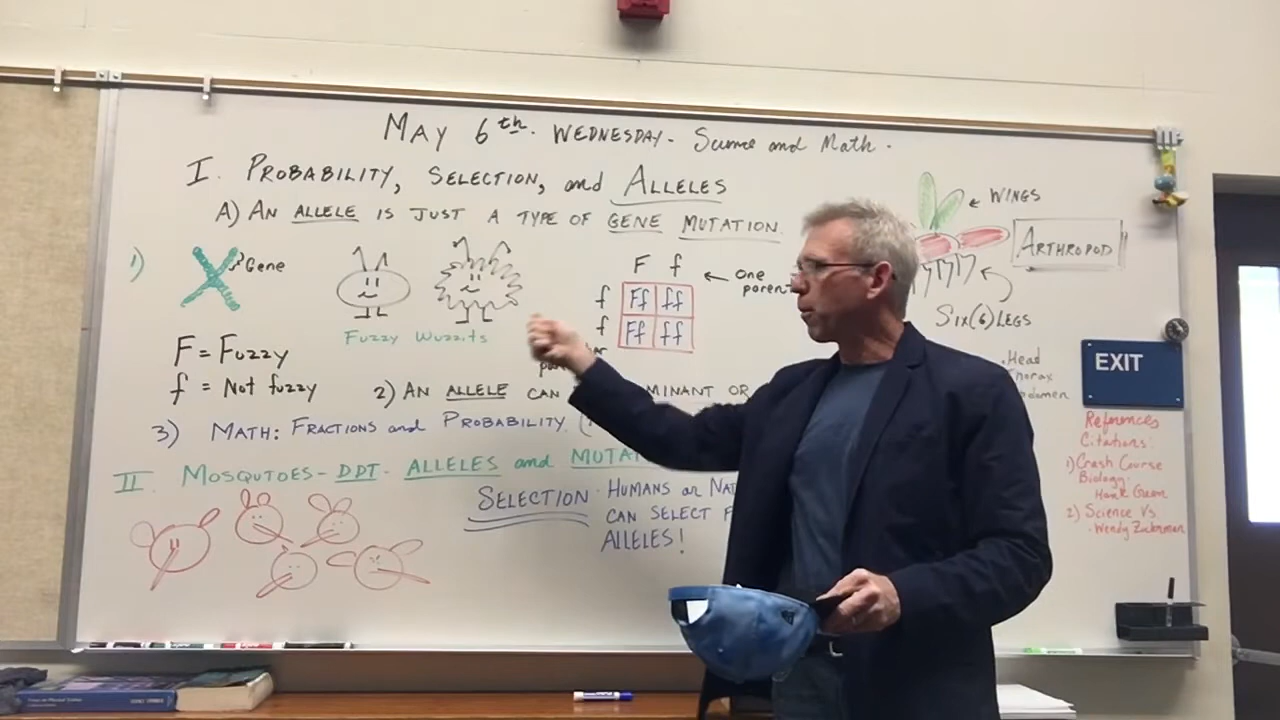 MAY 6th. WEDNESDAY - Science and Math.
I. PROBABILITY, SELECTION, and ALLELES
A) AN ALLELE IS JUST A TYPE OF GENE MUTATION.
1)
Gene
Fuzzy Wuzzits
F = Fuzzy
f = Not fuzzy
F f
← One
paren
f Ff ff
f Ff ff
← WINGS
ARTHROPOD
SIX(6) LEGS
Head
EXIT
2) AN ALLELE CAN MINANT OR
3) MATH: FRACTIONS and PROBABILITY.
II. MOSQUTOES - DDT - ALLELES and MUTA
SELECTION - HUMANS or NAT
CAN SELECT F
ALLELES!
References
Citations:
1) Crash Course
Biology:
Hank Green
2) Science Vs
- Wendy Zuckerman